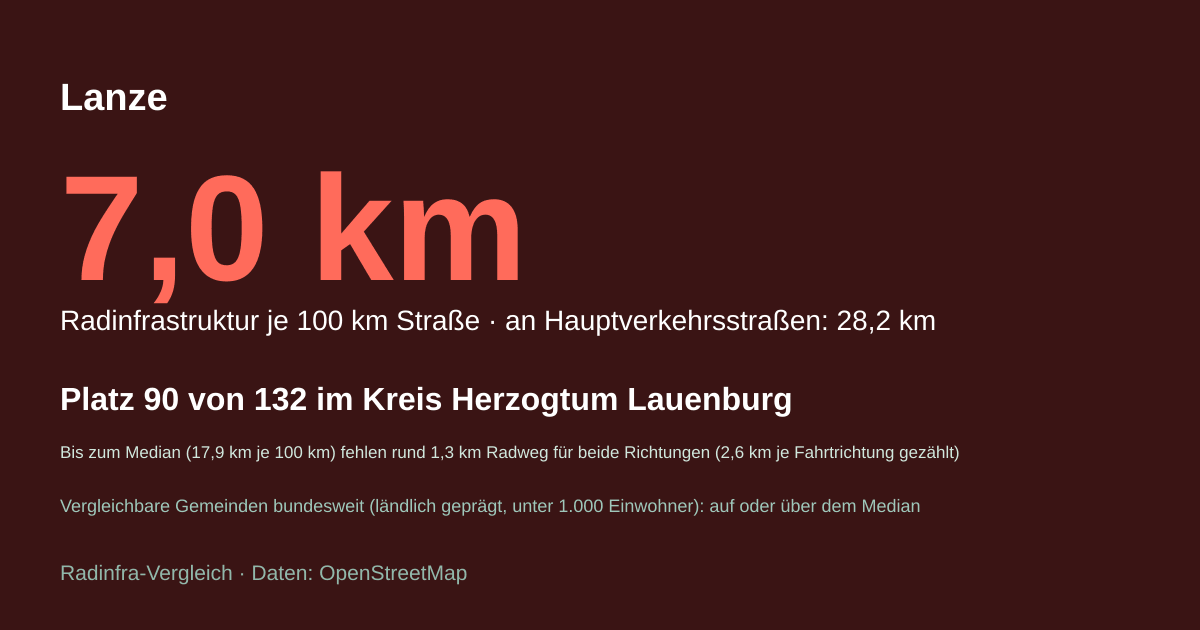 Lanze
7,0 km
Radinfrastruktur je 100 km Straße · an Hauptverkehrsstraßen: 28,2 km
Platz 90 von 132 im Kreis Herzogtum Lauenburg
Bis zum Median (17,9 km je 100 km) fehlen rund 1,3 km Radweg für beide Richtungen (2,6 km je Fahrtrichtung gezählt)
Vergleichbare Gemeinden bundesweit (ländlich geprägt, unter 1.000 Einwohner): auf oder über dem Median
Radinfra-Vergleich · Daten: OpenStreetMap